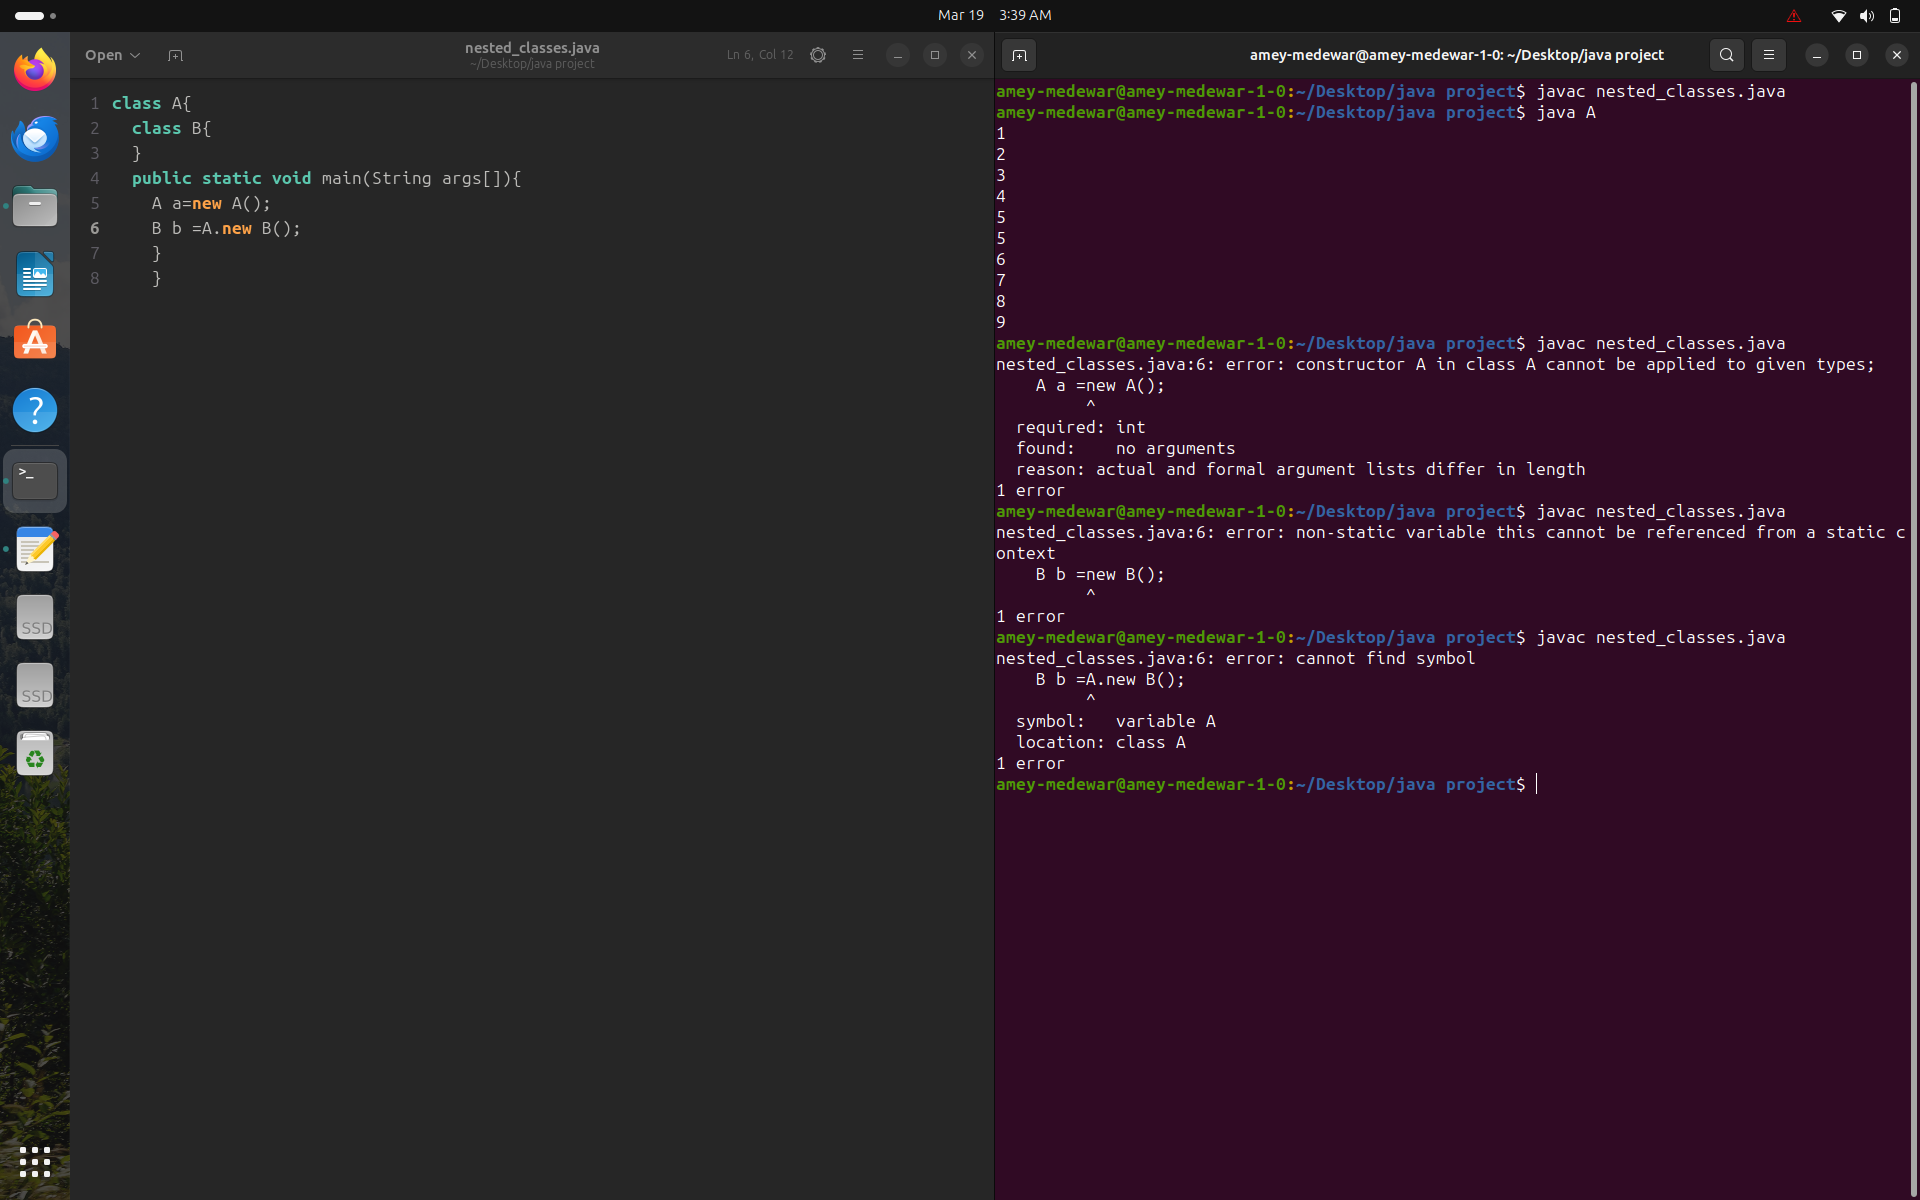 Mar 19 3:39 AM
Open
nested_classes.java
~/Desktop/java project
Ln 6, Col 12
amey-medewar@amey-medewar-1-0: ~/Desktop/java project
1 class A{
2 class B{
3 }
4 public static void main(String args[]){
5 A a=new A();
6 B b =A.new B();
7 }
8 }
amey-medewar@amey-medewar-1-0:~/Desktop/java project$ javac nested_classes.java
amey-medewar@amey-medewar-1-0:~/Desktop/java project$ java A
1
2
3
4
5
5
6
7
8
9
amey-medewar@amey-medewar-1-0:~/Desktop/java project$ javac nested_classes.java
nested_classes.java:6: error: constructor A in class A cannot be applied to given types;
A a =new A();
^
required: int
found: no arguments
reason: actual and formal argument lists differ in length
1 error
amey-medewar@amey-medewar-1-0:~/Desktop/java project$ javac nested_classes.java
nested_classes.java:6: error: non-static variable this cannot be referenced from a static c
ontext
B b =new B();
^
1 error
amey-medewar@amey-medewar-1-0:~/Desktop/java project$ javac nested_classes.java
nested_classes.java:6: error: cannot find symbol
B b =A.new B();
^
symbol: variable A
location: class A
1 error
amey-medewar@amey-medewar-1-0:~/Desktop/java project$
SSD
SSD